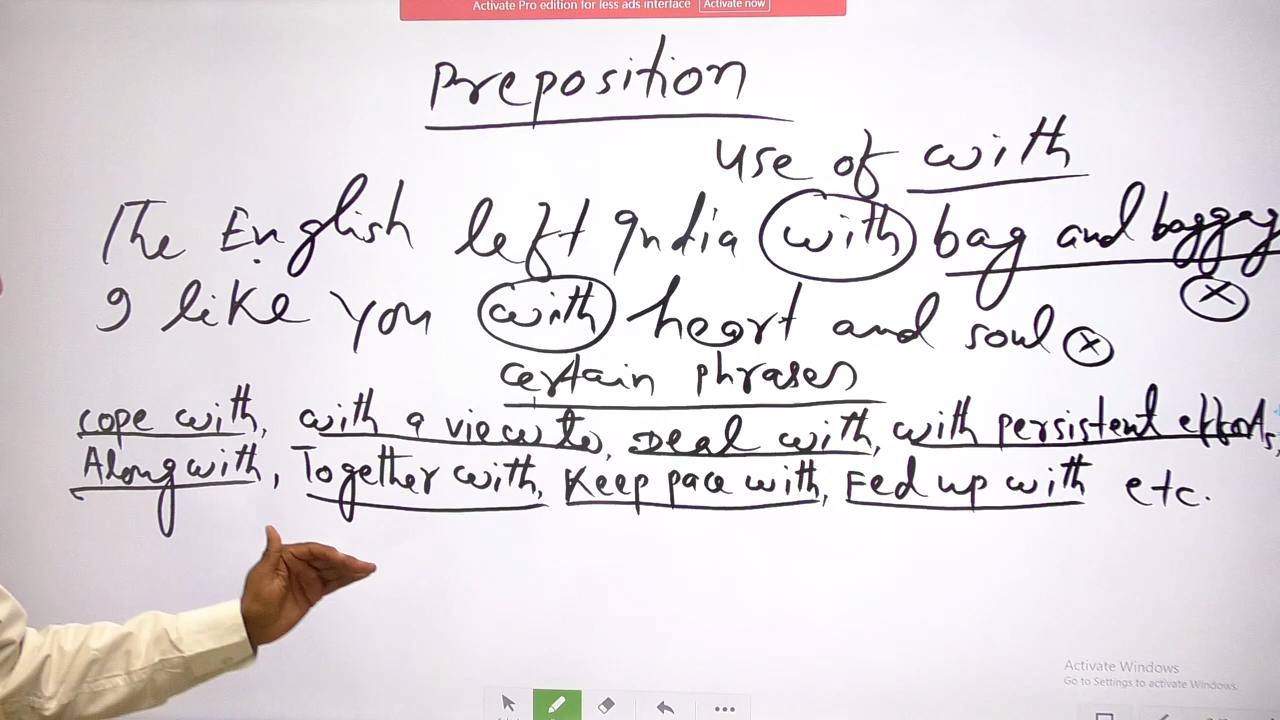 Activate Pro edition for less ads interface Activate now
Preposition
use of with
The English left India with bag and baggag
I like you with heart and soul
certain phrases
cope with, with a view to, Deal with, with persistent efforts,
Along with, Together with, Keep pace with, Fed up with etc.
Activate Windows
Go to Settings to activate Windows.